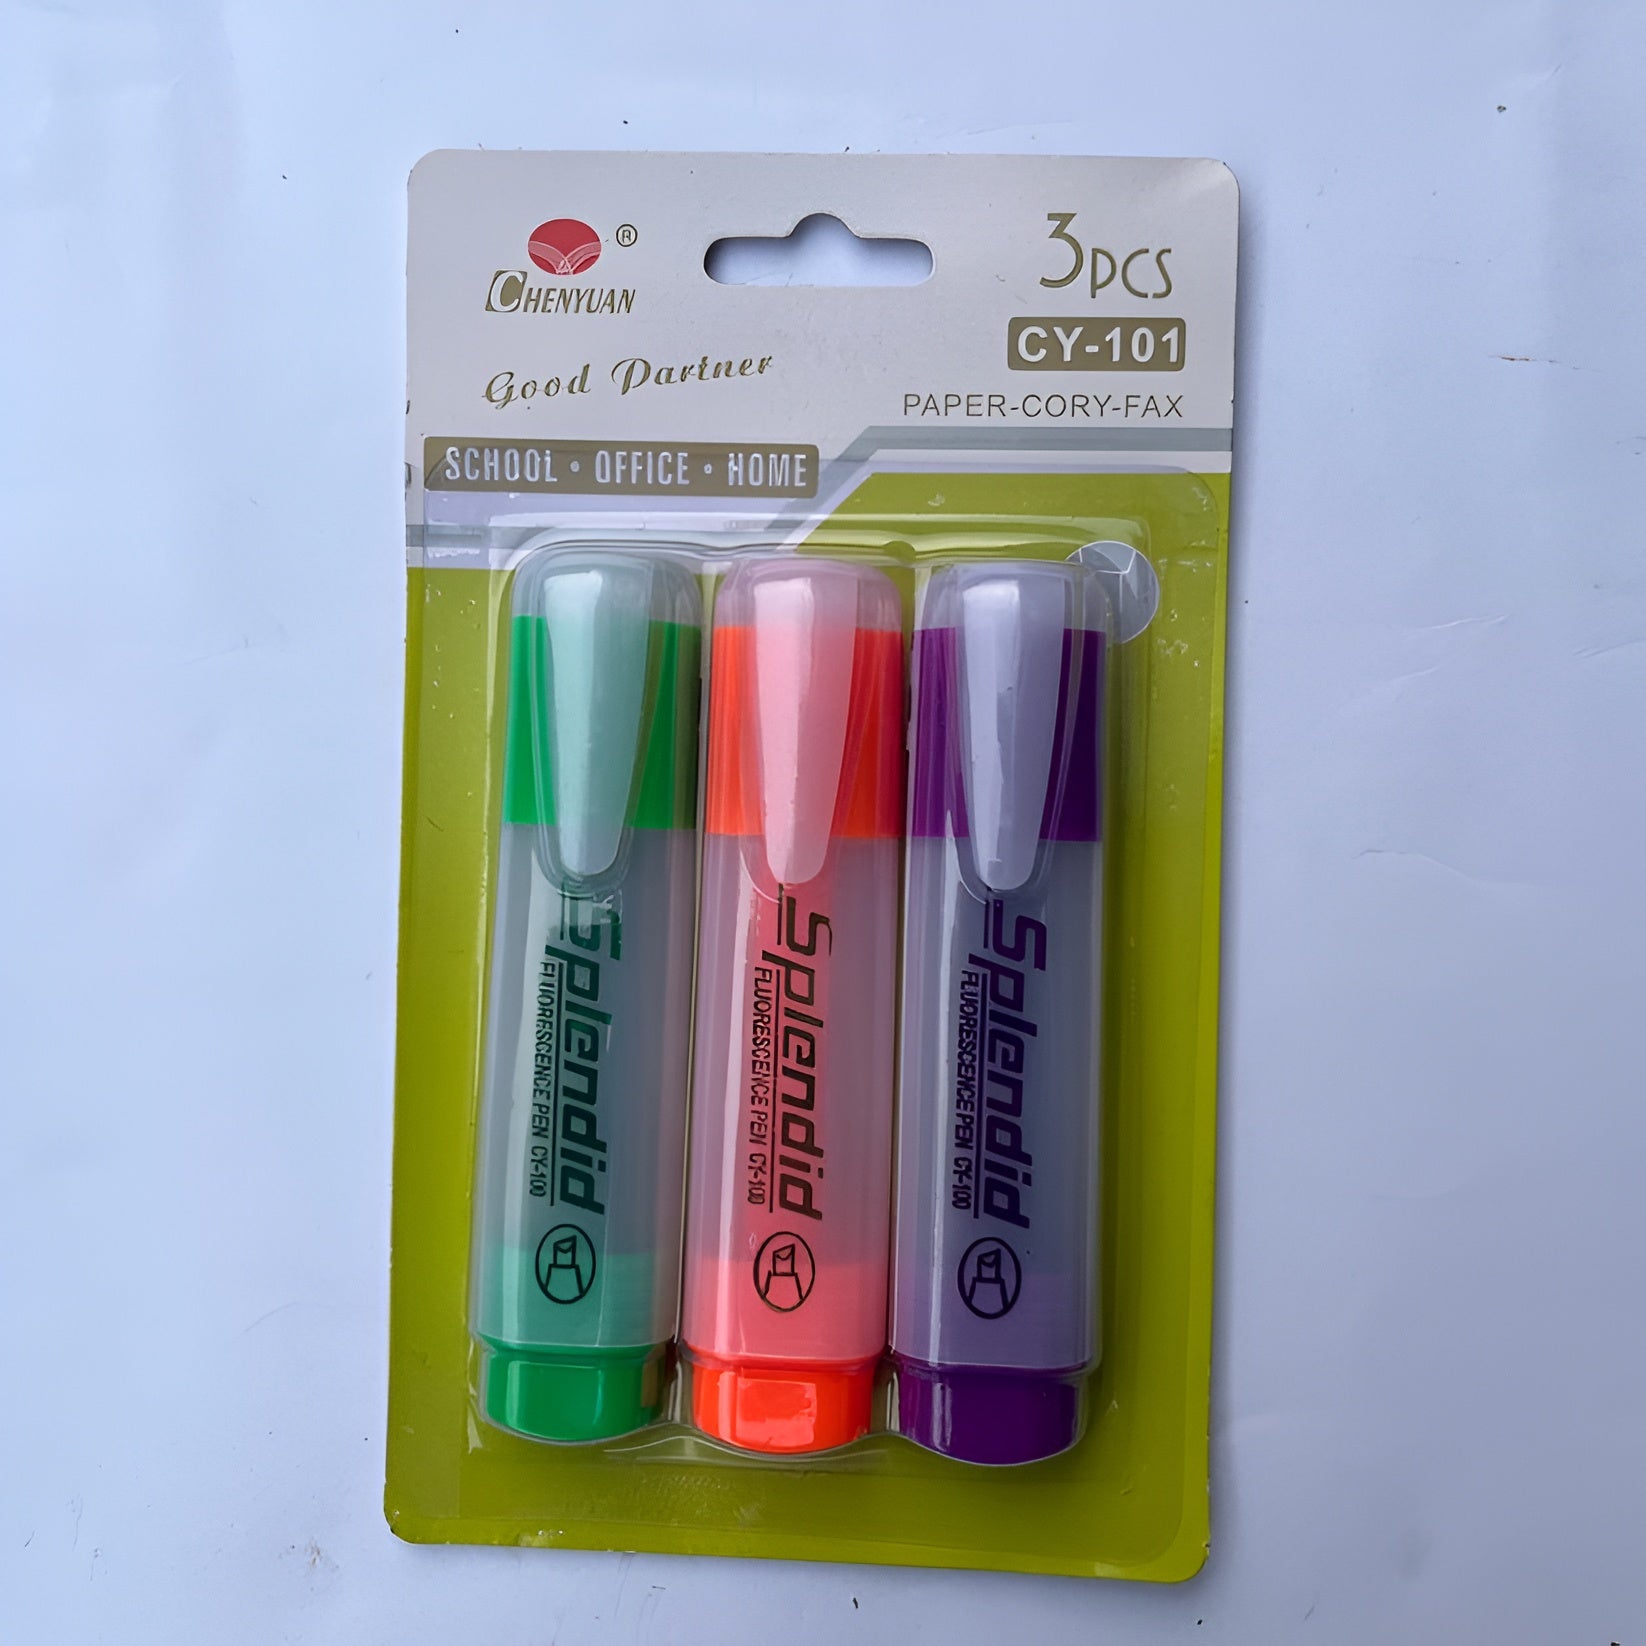 CHENYUAN ®
Good Partner
3PCS
CY-101
PAPER-CORY-FAX
SCHOOL • OFFICE • HOME
Splendid
FLUORESCENCE PEN CY-100
Splendid
FLUORESCENCE PEN CY-100
Splendid
FLUORESCENCE PEN CY-100